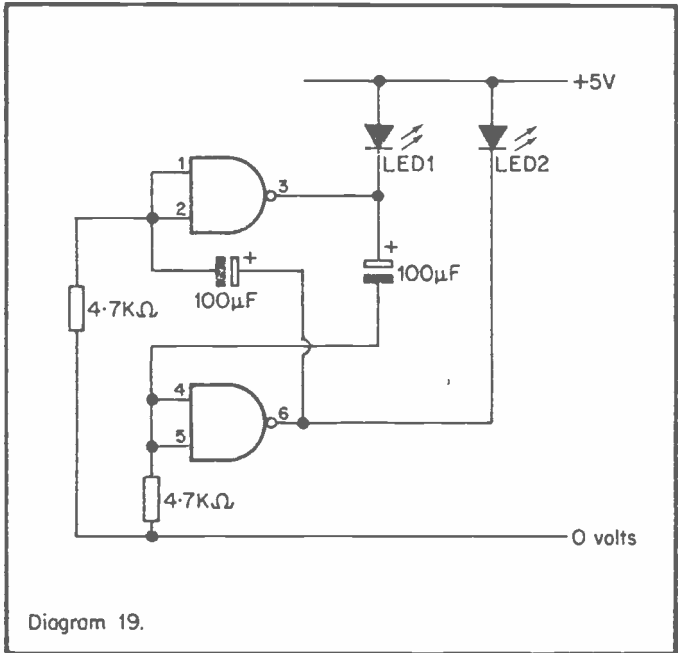 +5V
LED1
LED2
1
3
2
+
+
100μF
4·7KΩ
100μF
4
6
5
4·7KΩ
0 volts
Diagram 19.